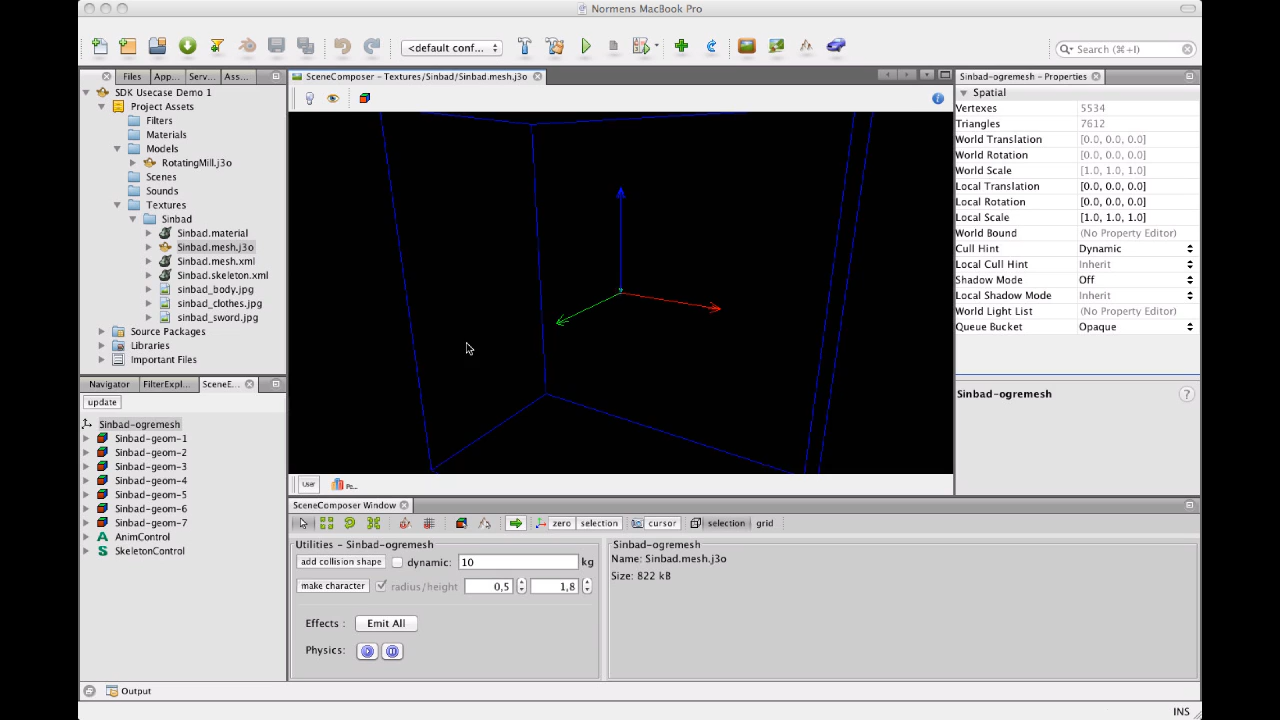 Normens MacBook Pro
<default conf...
Search (⌘+I)
Files
App...
Serv...
Ass...
SDK Usecase Demo 1
Project Assets
Filters
Materials
Models
RotatingMill.j3o
Scenes
Sounds
Textures
Sinbad
Sinbad.material
Sinbad.mesh.j3o
Sinbad.mesh.xml
Sinbad.skeleton.xml
sinbad_body.jpg
sinbad_clothes.jpg
sinbad_sword.jpg
Source Packages
Libraries
Important Files
Navigator
FilterExpl...
SceneE...
update
Sinbad-ogremesh
Sinbad-geom-1
Sinbad-geom-2
Sinbad-geom-3
Sinbad-geom-4
Sinbad-geom-5
Sinbad-geom-6
Sinbad-geom-7
AnimControl
SkeletonControl
Output
SceneComposer - Textures/Sinbad/Sinbad.mesh.j3o
User
Pe...
SceneComposer Window
zero
selection
cursor
selection
grid
Utilities - Sinbad-ogremesh
add collision shape
dynamic:
10
kg
make character
radius/height
0,5
1,8
Effects :
Emit All
Physics:
Sinbad-ogremesh
Name: Sinbad.mesh.j3o
Size: 822 kB
Sinbad-ogremesh - Properties
Spatial
Vertexes 5534
Triangles 7612
World Translation [0.0, 0.0, 0.0]
World Rotation [0.0, 0.0, 0.0]
World Scale [1.0, 1.0, 1.0]
Local Translation [0.0, 0.0, 0.0]
Local Rotation [0.0, 0.0, 0.0]
Local Scale [1.0, 1.0, 1.0]
World Bound (No Property Editor)
Cull Hint Dynamic
Local Cull Hint Inherit
Shadow Mode Off
Local Shadow Mode Inherit
World Light List (No Property Editor)
Queue Bucket Opaque
Sinbad-ogremesh
?
INS